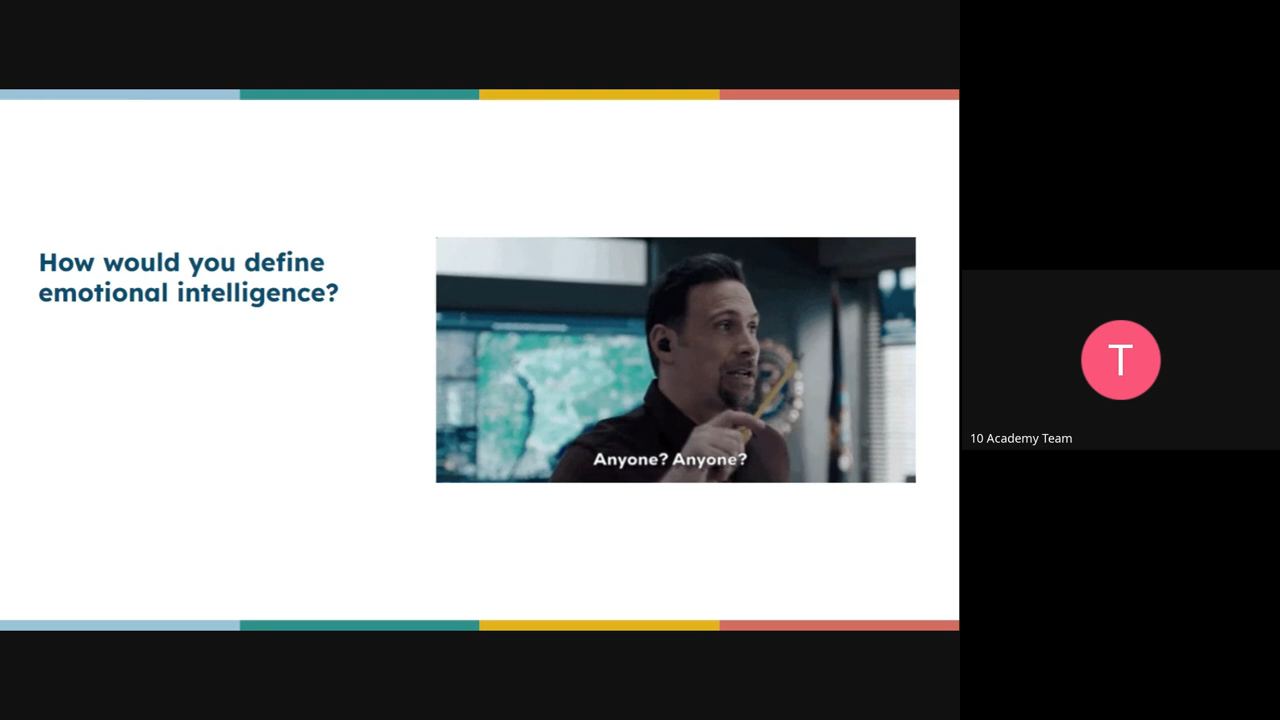 How would you define
emotional intelligence?
Anyone? Anyone?
T
10 Academy Team